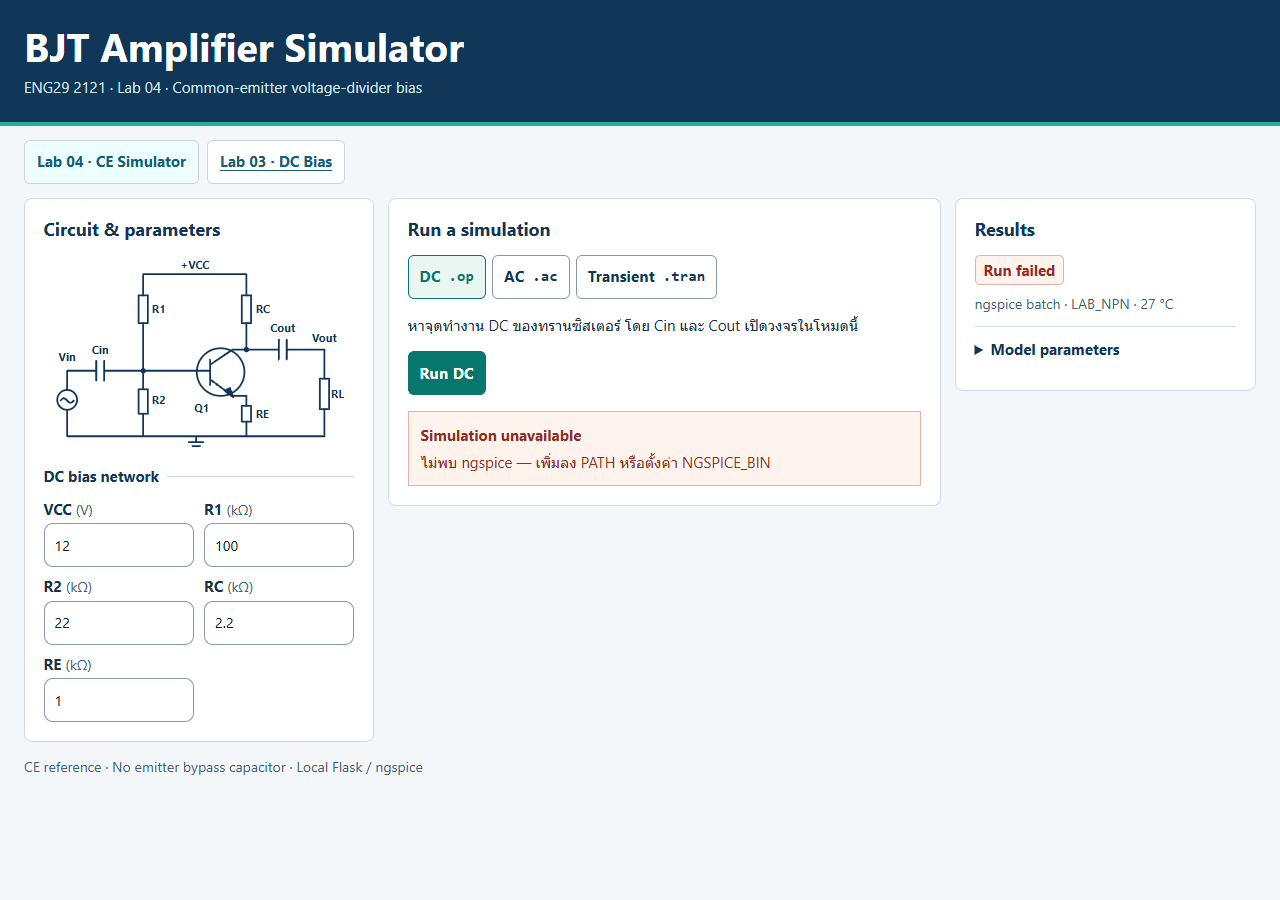 BJT Amplifier Simulator
ENG29 2121 · Lab 04 · Common-emitter voltage-divider bias
Lab 04 · CE Simulator
Lab 03 · DC Bias
Circuit & parameters
+VCC
R1
RC
Cout
Vout
Vin
Cin
R2
Q1
RE
RL
DC bias network
VCC (V)
R1 (kΩ)
12
100
R2 (kΩ)
RC (kΩ)
22
2.2
RE (kΩ)
1
Run a simulation
DC .op
AC .ac
Transient .tran
หาจุดทำงาน DC ของทรานซิสเตอร์ โดย Cin และ Cout เปิดวงจรในโหมดนี้
Run DC
Simulation unavailable
ไม่พบ ngspice — เพิ่มลง PATH หรือตั้งค่า NGSPICE_BIN
Results
Run failed
ngspice batch · LAB_NPN · 27 °C
Model parameters
CE reference · No emitter bypass capacitor · Local Flask / ngspice